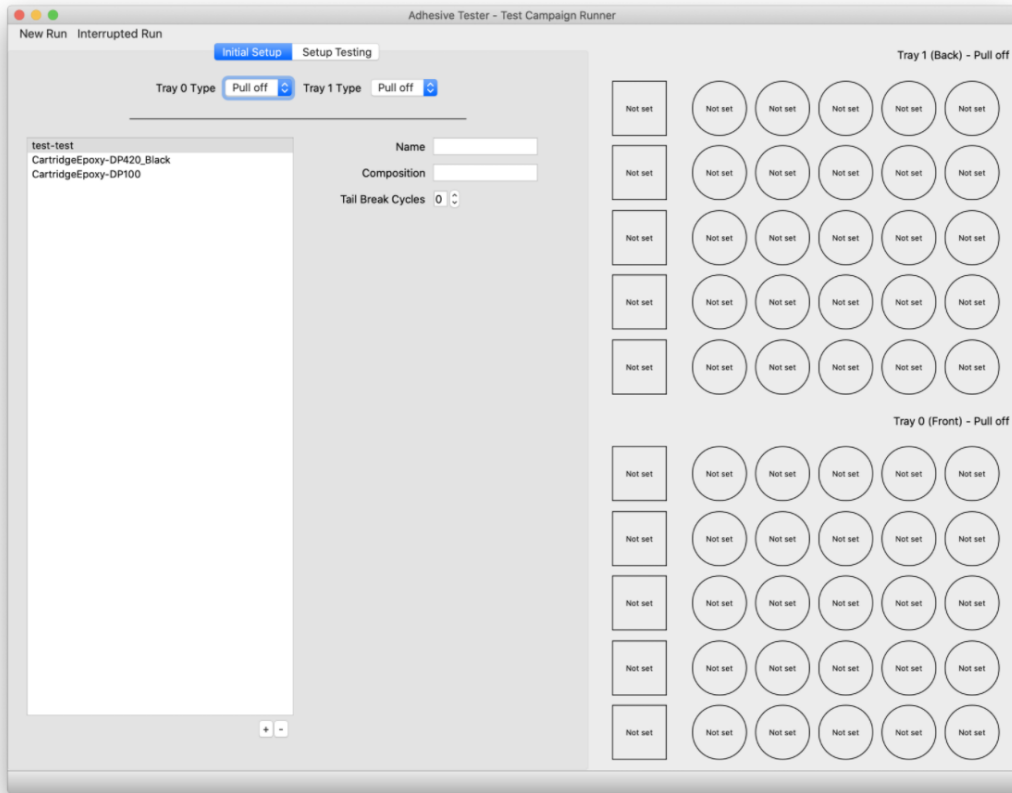 Adhesive Tester - Test Campaign Runner
New Run Interrupted Run
Initial Setup Setup Testing
Tray 0 Type Pull off Tray 1 Type Pull off
test-test
CartridgeEpoxy-DP420_Black
CartridgeEpoxy-DP100
Name
Composition
Tail Break Cycles 0
+ -
Tray 1 (Back) - Pull off
Not set Not set Not set Not set Not set Not set
Not set Not set Not set Not set Not set Not set
Not set Not set Not set Not set Not set Not set
Not set Not set Not set Not set Not set Not set
Not set Not set Not set Not set Not set Not set
Tray 0 (Front) - Pull off
Not set Not set Not set Not set Not set Not set
Not set Not set Not set Not set Not set Not set
Not set Not set Not set Not set Not set Not set
Not set Not set Not set Not set Not set Not set
Not set Not set Not set Not set Not set Not set